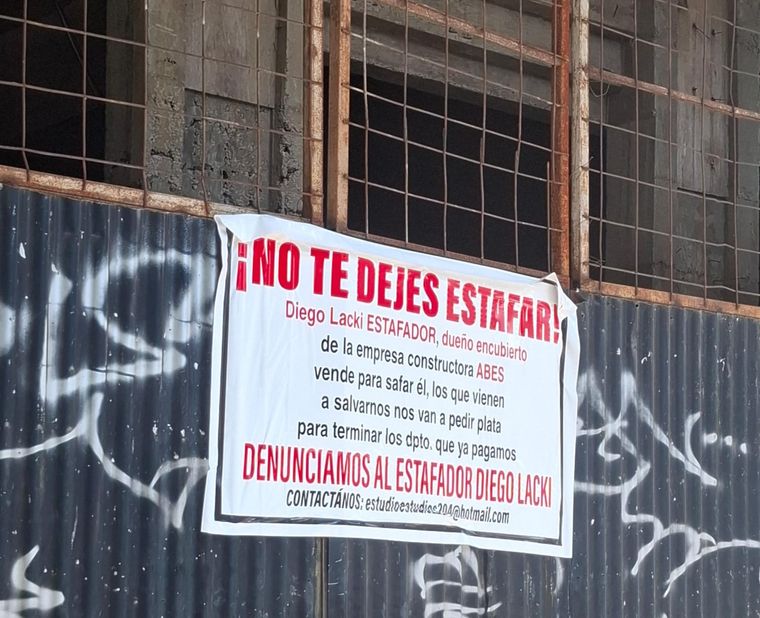 ¡NO TE DEJES ESTAFAR!
Diego Lacki ESTAFADOR, dueño encubierto
de la empresa constructora ABES
vende para safar él, los que vienen
a salvarnos nos van a pedir plata
para terminar los dpto. que ya pagamos
DENUNCIAMOS AL ESTAFADOR DIEGO LACKI
CONTACTÁNOS: estudioestudios204@hotmail.com